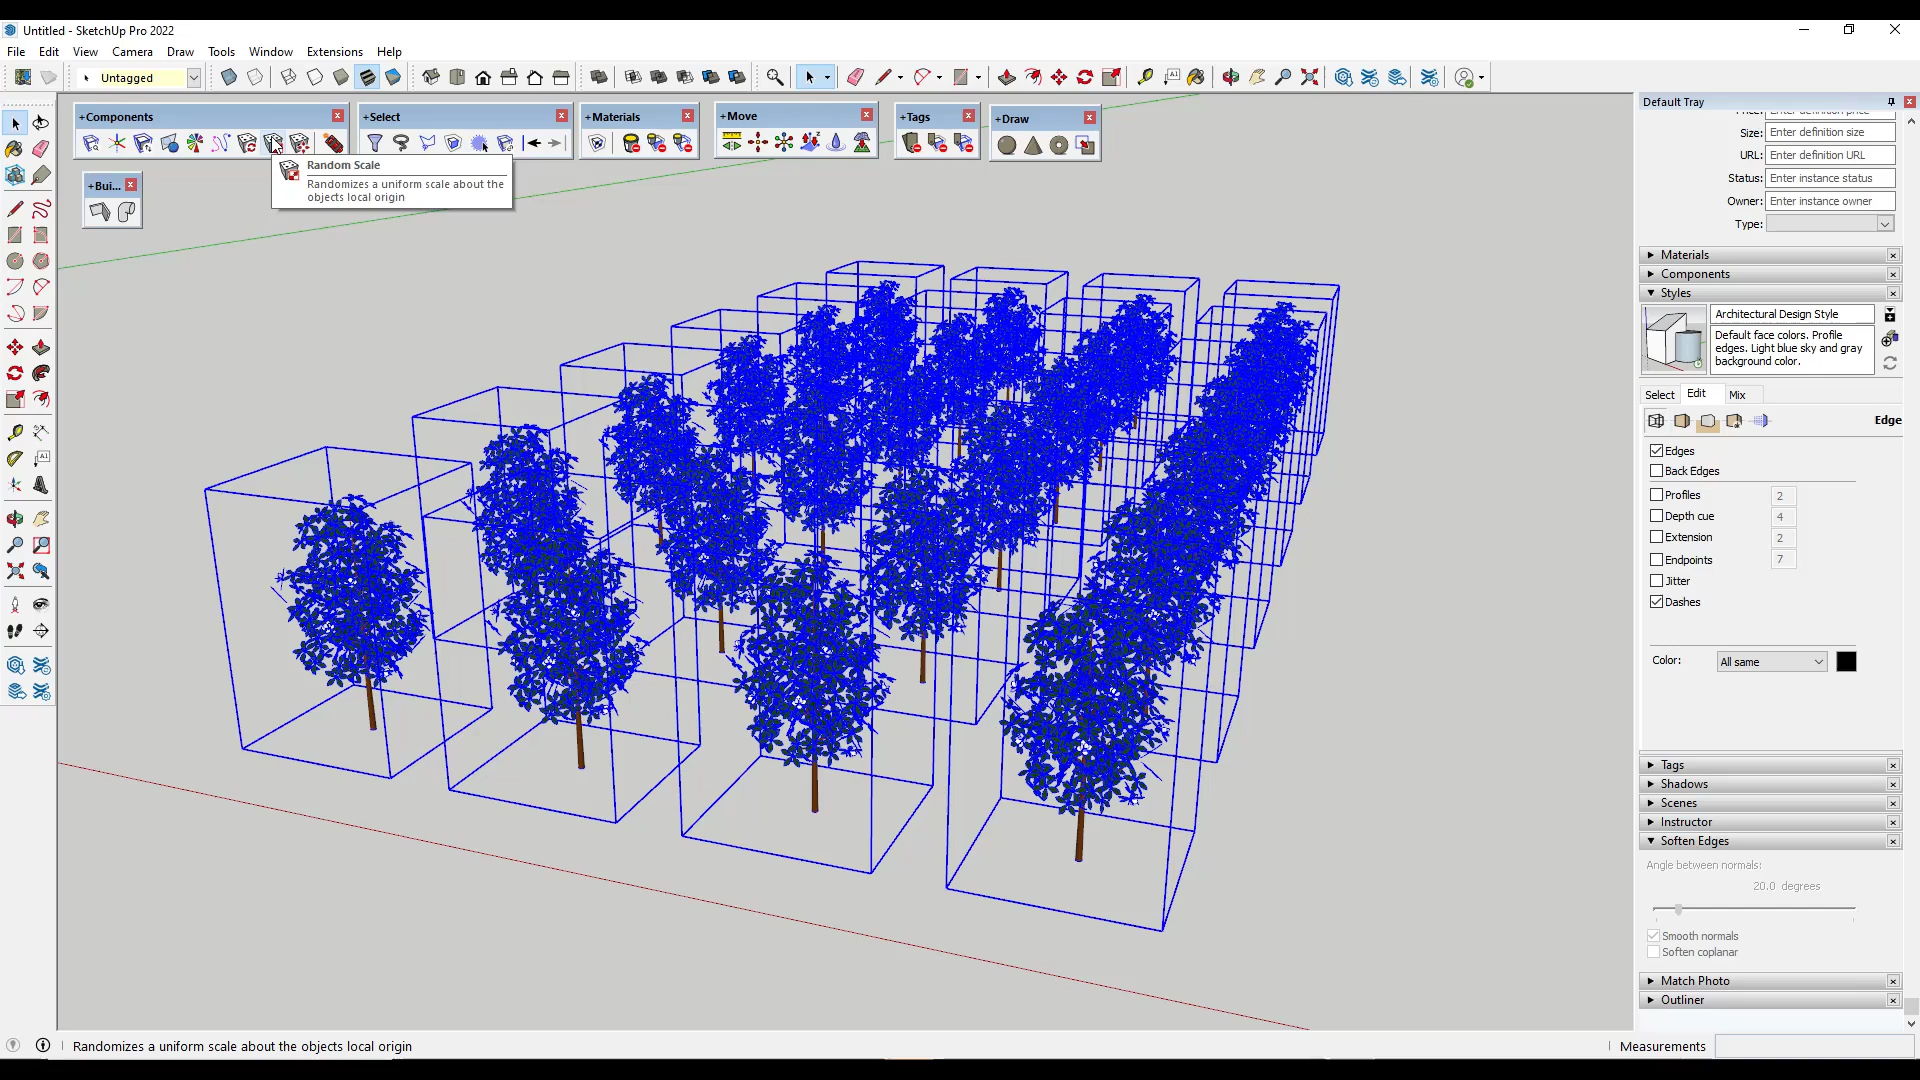 Untitled - SketchUp Pro 2022
File Edit View Camera Draw Tools Window Extensions Help
Untagged
Default Tray
+Components
+Select
+Materials
+Move
+Tags
+Draw
Random Scale
Randomizes a uniform scale about the
objects local origin
+Bui...
Size: Enter definition size
URL: Enter definition URL
Status: Enter instance status
Owner: Enter instance owner
Type:
Materials
Components
Styles
Architectural Design Style
Default face colors. Profile
edges. Light blue sky and gray
background color.
Select Edit Mix
Edge
Edges
Back Edges
Profiles 2
Depth cue 4
Extension 2
Endpoints 7
Jitter
Dashes
Color: All same
Tags
Shadows
Scenes
Instructor
Soften Edges
Angle between normals:
20.0 degrees
Smooth normals
Soften coplanar
Match Photo
Outliner
Randomizes a uniform scale about the objects local origin
Measurements